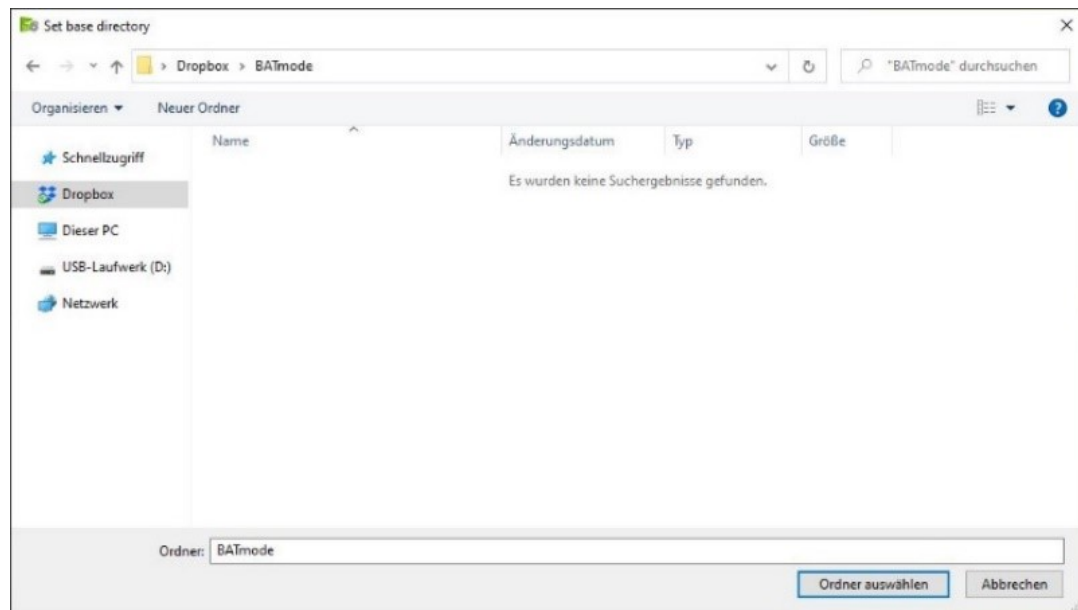 Set base directory
Dropbox > BATmode
"BATmode" durchsuchen
Organisieren
Neuer Ordner
Name
Änderungsdatum
Typ
Größe
Schnellzugriff
Es wurden keine Suchergebnisse gefunden.
Dropbox
Dieser PC
USB-Laufwerk (D:)
Netzwerk
Ordner: BATmode
Ordner auswählen
Abbrechen